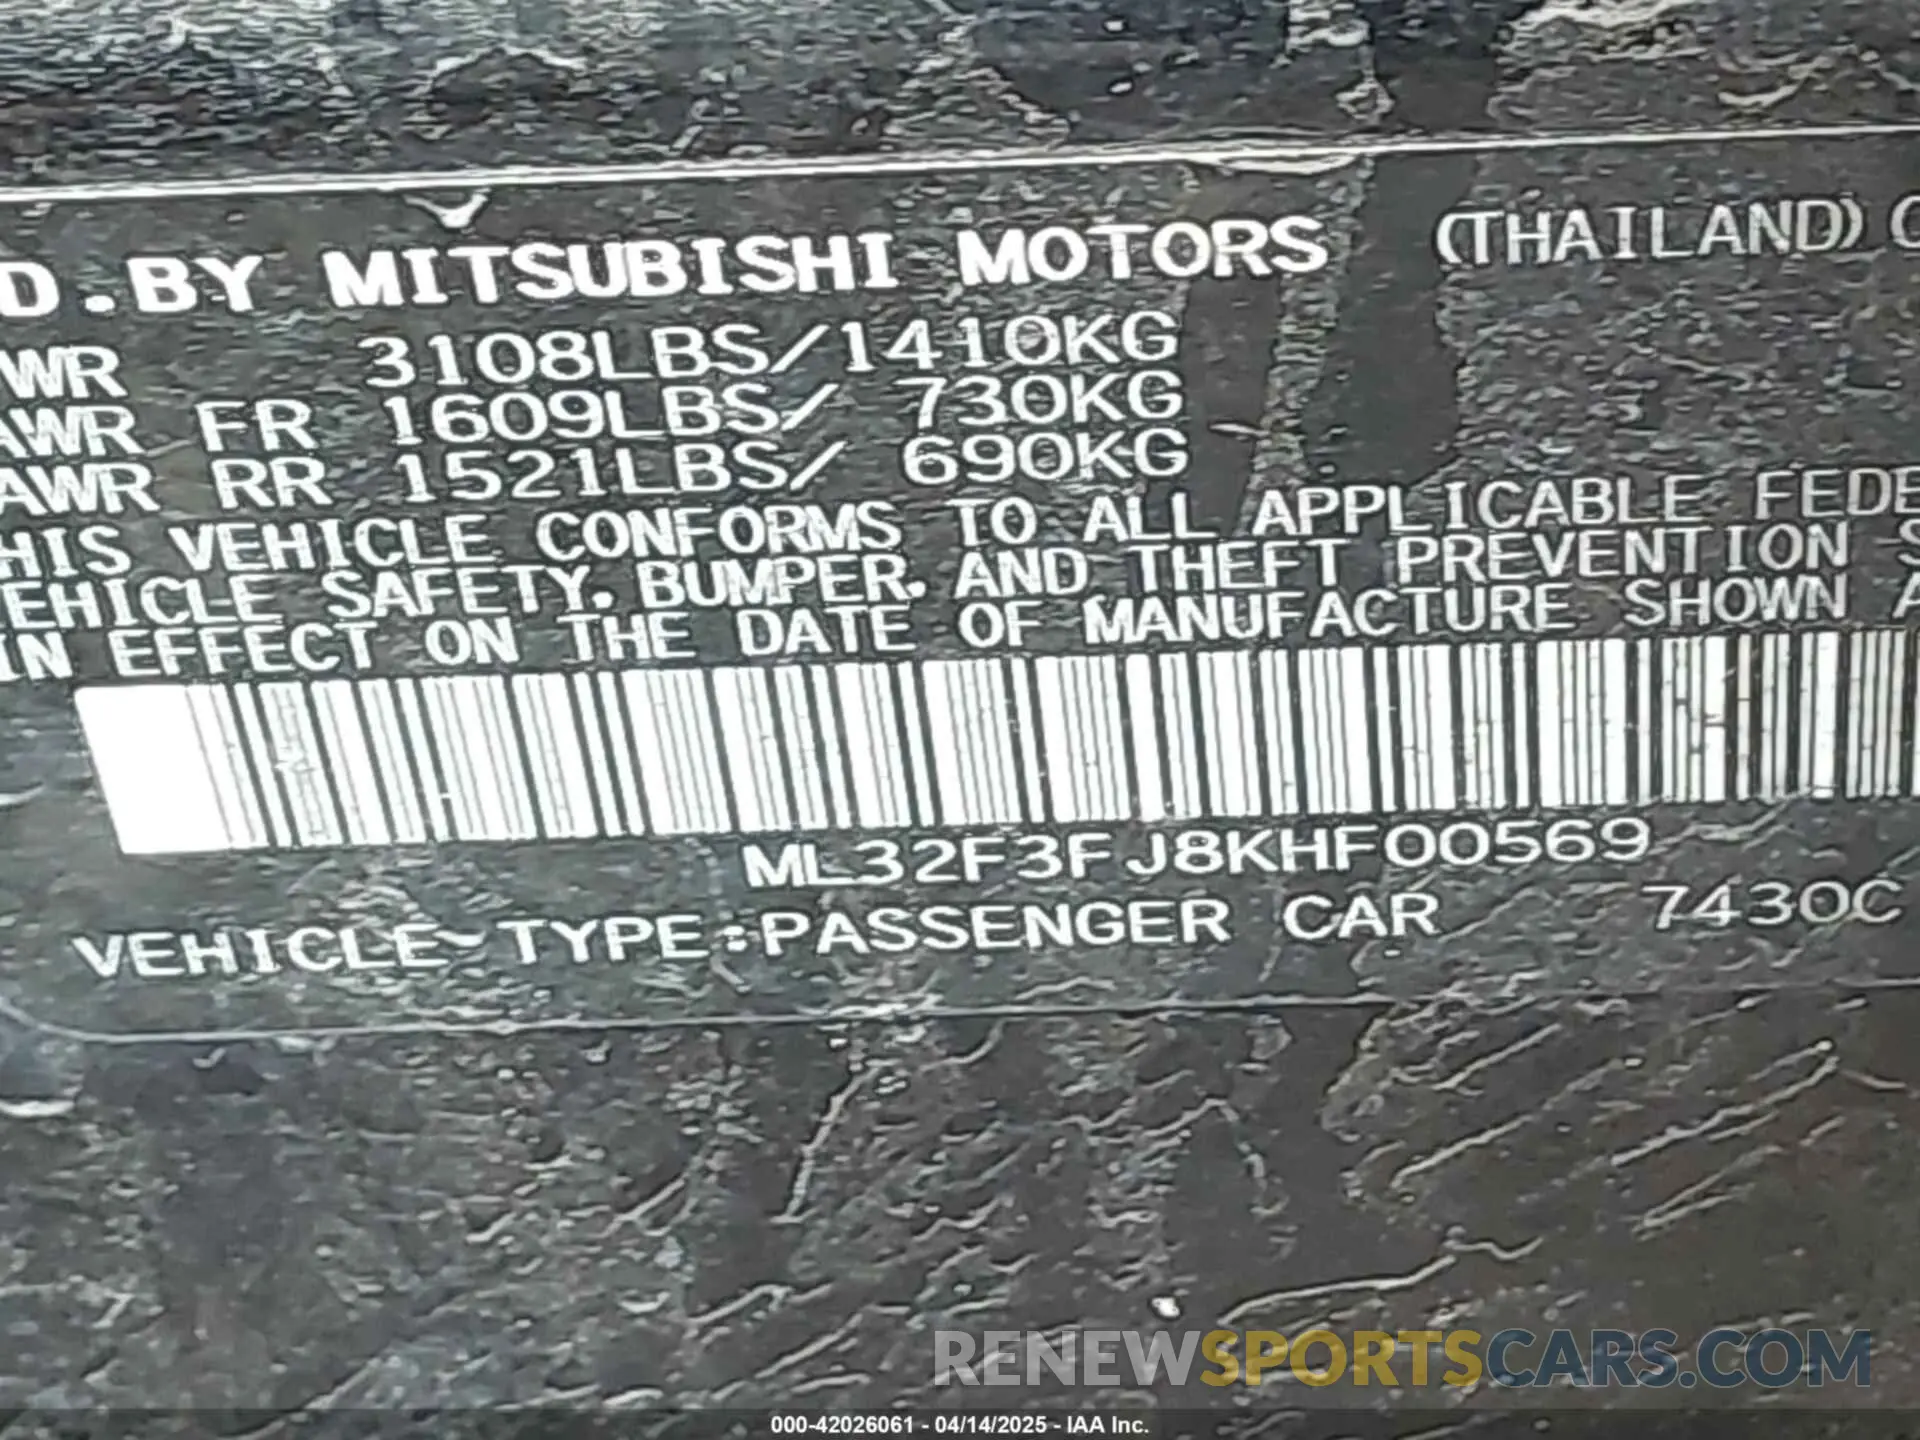 D.BY MITSUBISHI MOTORS (THAILAND) C
WR 3108LBS/1410KG
AWR FR 1609LBS/ 730KG
AWR RR 1521LBS/ 690KG
HIS VEHICLE CONFORMS TO ALL APPLICABLE FEDE
EHICLE SAFETY, BUMPER, AND THEFT PREVENTION S
IN EFFECT ON THE DATE OF MANUFACTURE SHOWN A
ML32F3FJ8KHF00569
VEHICLE TYPE:PASSENGER CAR 7430C
RENEWSPORTSCARS.COM
000-42026061 - 04/14/2025 - IAA Inc.